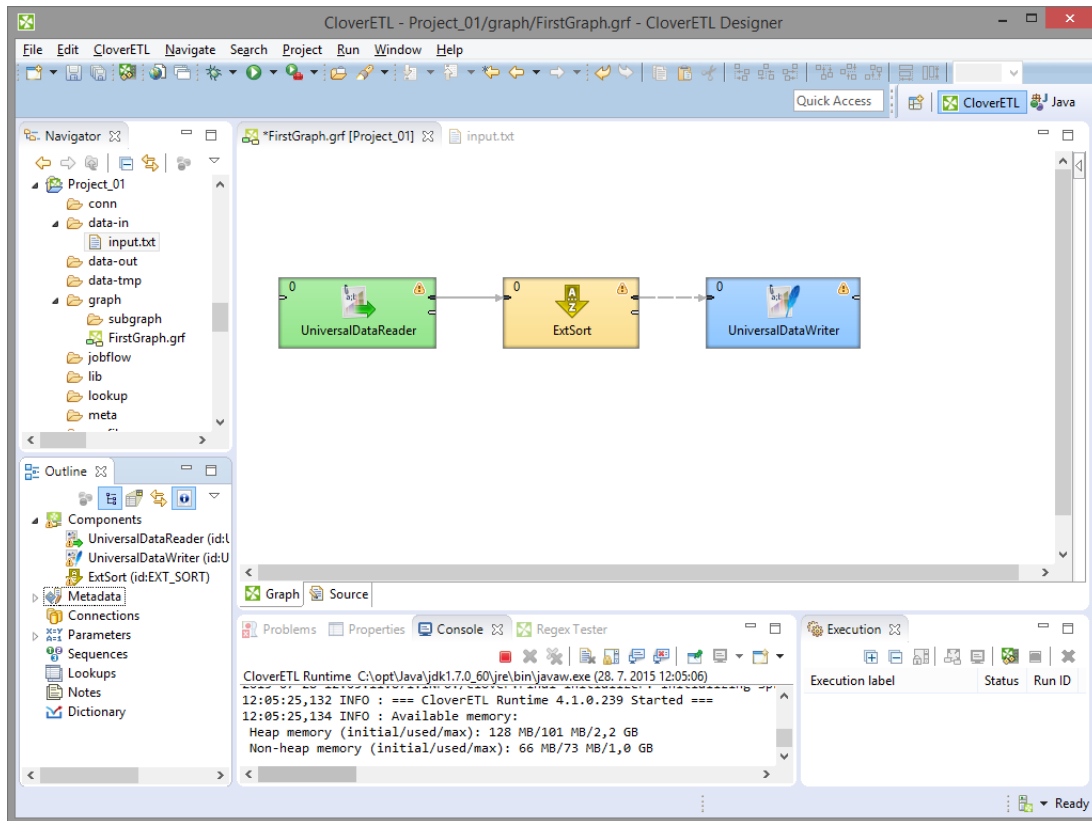 CloverETL - Project_01/graph/FirstGraph.grf - CloverETL Designer
File Edit CloverETL Navigate Search Project Run Window Help
Quick Access CloverETL Java
Navigator
Project_01
conn
data-in
input.txt
data-out
data-tmp
graph
subgraph
FirstGraph.grf
jobflow
lib
lookup
meta
*FirstGraph.grf [Project_01] input.txt
0 0 0
UniversalDataReader ExtSort UniversalDataWriter
Graph Source
Outline
Components
UniversalDataReader (id:U
UniversalDataWriter (id:U
ExtSort (id:EXT_SORT)
Metadata
Connections
Parameters
Sequences
Lookups
Notes
Dictionary
Problems Properties Console Regex Tester
CloverETL Runtime C:\opt\Java\jdk1.7.0_60\jre\bin\javaw.exe (28. 7. 2015 12:05:06)
12:05:25,132 INFO : === CloverETL Runtime 4.1.0.239 Started ===
12:05:25,134 INFO : Available memory:
Heap memory (initial/used/max): 128 MB/101 MB/2,2 GB
Non-heap memory (initial/used/max): 66 MB/73 MB/1,0 GB
Execution
Execution label Status Run ID
Ready